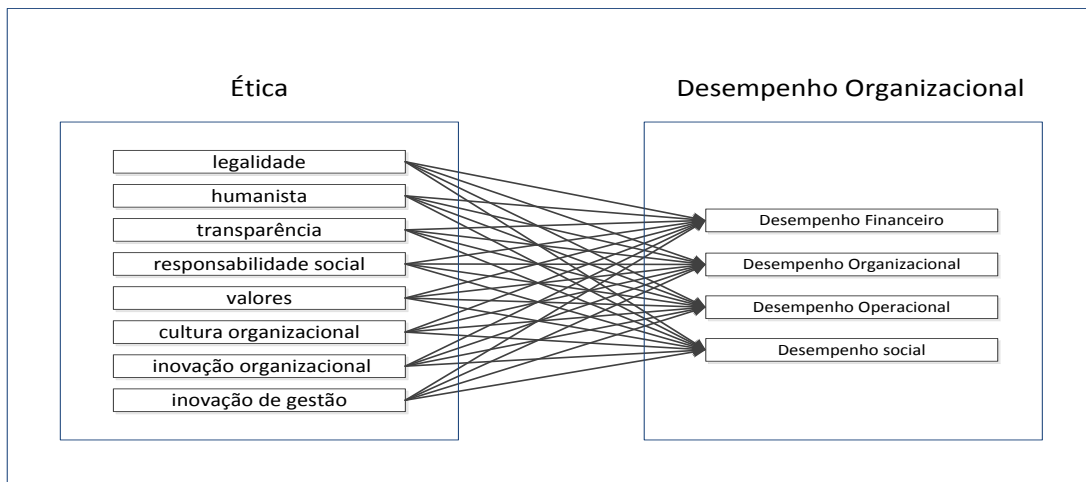 Ética
legalidade
humanista
transparência
responsabilidade social
valores
cultura organizacional
inovação organizacional
inovação de gestão
Desempenho Organizacional
Desempenho Financeiro
Desempenho Organizacional
Desempenho Operacional
Desempenho social